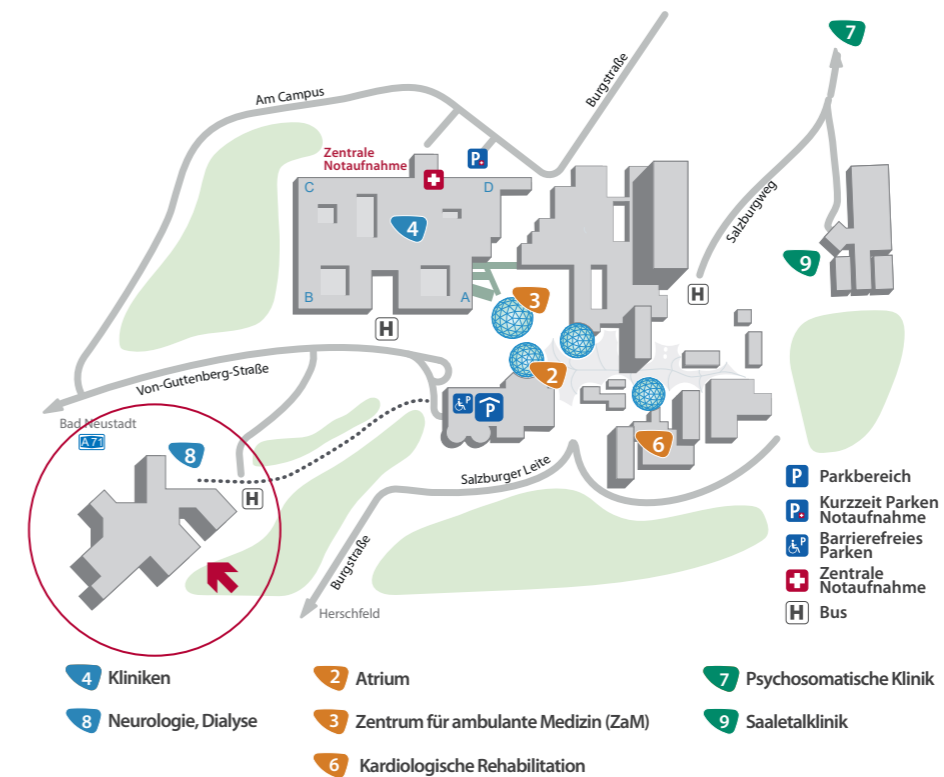 7
Am Campus
Burgstraße
Zentrale
Notaufnahme
P
C
D
4
Salzburgweg
9
B
A
3
H
H
2
Von-Guttenberg-Straße
P
P
6
Bad Neustadt
A 71
8
H
Salzburger Leite
Burgstraße
Herschfeld
P Parkbereich
P Kurzzeit Parken
Notaufnahme
P Barrierefreies
Parken
Zentrale
Notaufnahme
H Bus
4 Kliniken
8 Neurologie, Dialyse
2 Atrium
3 Zentrum für ambulante Medizin (ZaM)
6 Kardiologische Rehabilitation
7 Psychosomatische Klinik
9 Saaletalklinik